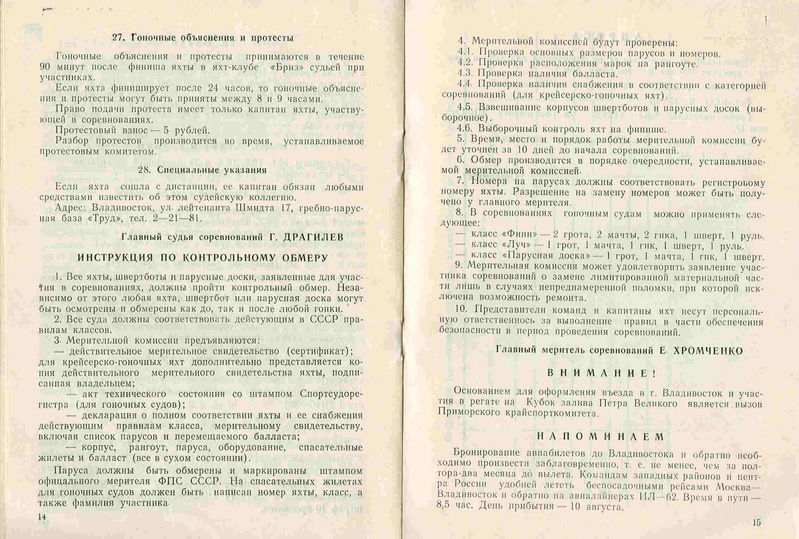 27. Гоночные объяснения и протесты
Гоночные объяснения и протесты принимаются в течение
90 минут после финиша яхты в яхт-клубе «Бриз» судьей при
участниках.
Если яхта финиширует после 24 часов, то гоночные объясне-
ния и протесты могут быть приняты между 8 и 9 часами.
Право подачи протеста имеет только капитан яхты, участву-
ющей в соревнованиях.
Протестовый взнос — 5 рублей.
Разбор протестов производится во время, устанавливаемое
протестовым комитетом.
28. Специальные указания
Если яхта сошла с дистанции, ее капитан обязан любыми
средствами известить об этом судейскую коллегию.
Адрес: Владивосток, ул. лейтенанта Шмидта 17, гребно-парус-
ная база «Труд», тел. 2—21—81.
Главный судья соревнований Г. ДРАГИЛЕВ
ИНСТРУКЦИЯ ПО КОНТРОЛЬНОМУ ОБМЕРУ
1. Все яхты, швертботы и парусные доски, заявленные для учас-
тия в соревнованиях, должны пройти контрольный обмер. Неза-
висимо от этого любая яхта, швертбот или парусная доска могут
быть осмотрены и обмерены как до, так и после любой гонки.
2. Все суда должны соответствовать дейстующим в СССР пра-
вилам классов.
3 Мерительной комиссии предъявляются:
— действительное мерительное свидетельство (сертификат);
для крейсерско-гоночных яхт дополнительно представляется ко-
пия действительного мерительного свидетельства яхты, подпи-
санная владельцем;
— акт технического состояния со штампом Спортсудоре-
гистра (для гоночных судов);
— декларация о полном соответствии яхты и ее снабжения
действующим правилам класса, мерительному свидетельству,
включая список парусов и перемещаемого балласта;
— корпус, рангоут, паруса, оборудование, спасательные
жилеты и балласт (все в сухом состоянии).
Паруса должны быть обмерены и маркированы штампом
офицального мерителя ФПС СССР. На спасательных жилетах
для гоночных судов должен быть написан номер яхты, класс, а
также фамилия участника.
14
4. Мерительной комиссией будут проверены:
4.1. Проверка основных размеров парусов и номеров.
4.2. Проверка расположения марок на рангоуте.
4.3. Проверка наличия балласта.
4.4 Проверка наличия снабжения в соответствии с категорией
соревнований (для крейсерско-гоночных яхт).
4.5. Взвешивание корпусов швертботов и парусных досок (вы-
борочное).
4.6. Выборочный контроль яхт на финише.
5. Время, место и порядок работы мерительной комиссии бу-
дет уточнен за 10 дней до начала соревнований.
6. Обмер производится в порядке очередности, устанавливае-
мой мерительной комиссией.
7. Номера на парусах должны соответствовать регистровому
номеру яхты. Разрешение на замену номеров может быть полу-
чено у главного мерителя.
8. В соревнованиях гоночным судам можно применять сле-
дующее:
— класс «Финн» — 2 грота, 2 мачты, 2 гика, 1 шверт, 1 руль.
— класс «Луч» — 1 грот, 1 мачта, 1 гик, 1 шверт, 1 руль.
— класс «Парусная доска» — 1 грот, 1 мачта, 1 гик, 1 шверт.
9. Мерительная комиссия может удовлетворить заявление учас-
тника соревнований о замене лимитированной материальной час-
ти лишь в случаях непреднамеренной поломки, при которой иск-
лючена возможность ремонта.
10. Представители команд и капитаны яхт несут персональ-
ную ответственнось за выполнение правил в части обеспечения
безопасности в период проведения соревнований.
Главный меритель соревнований Е. ХРОМЧЕНКО
ВНИМАНИЕ!
Основанием для оформления въезда в г. Владивосток и учас-
тия в регате на Кубок залива Петра Великого является вызов
Приморского крайспорткомитета.
НАПОМИНАЕМ
Бронирование авиабилетов до Владивостока и обратно необ-
ходимо произвести заблаговременно, т. е. не менее, чем за пол-
тора-два месяца до вылета. Командам западных районов и цент-
ра России удобней лететь беспосадочными рейсами Москва—
Владивосток и обратно на авиалайнерах ИЛ—62. Время в пути —
8,5 час. День прибытия — 10 августа.
15